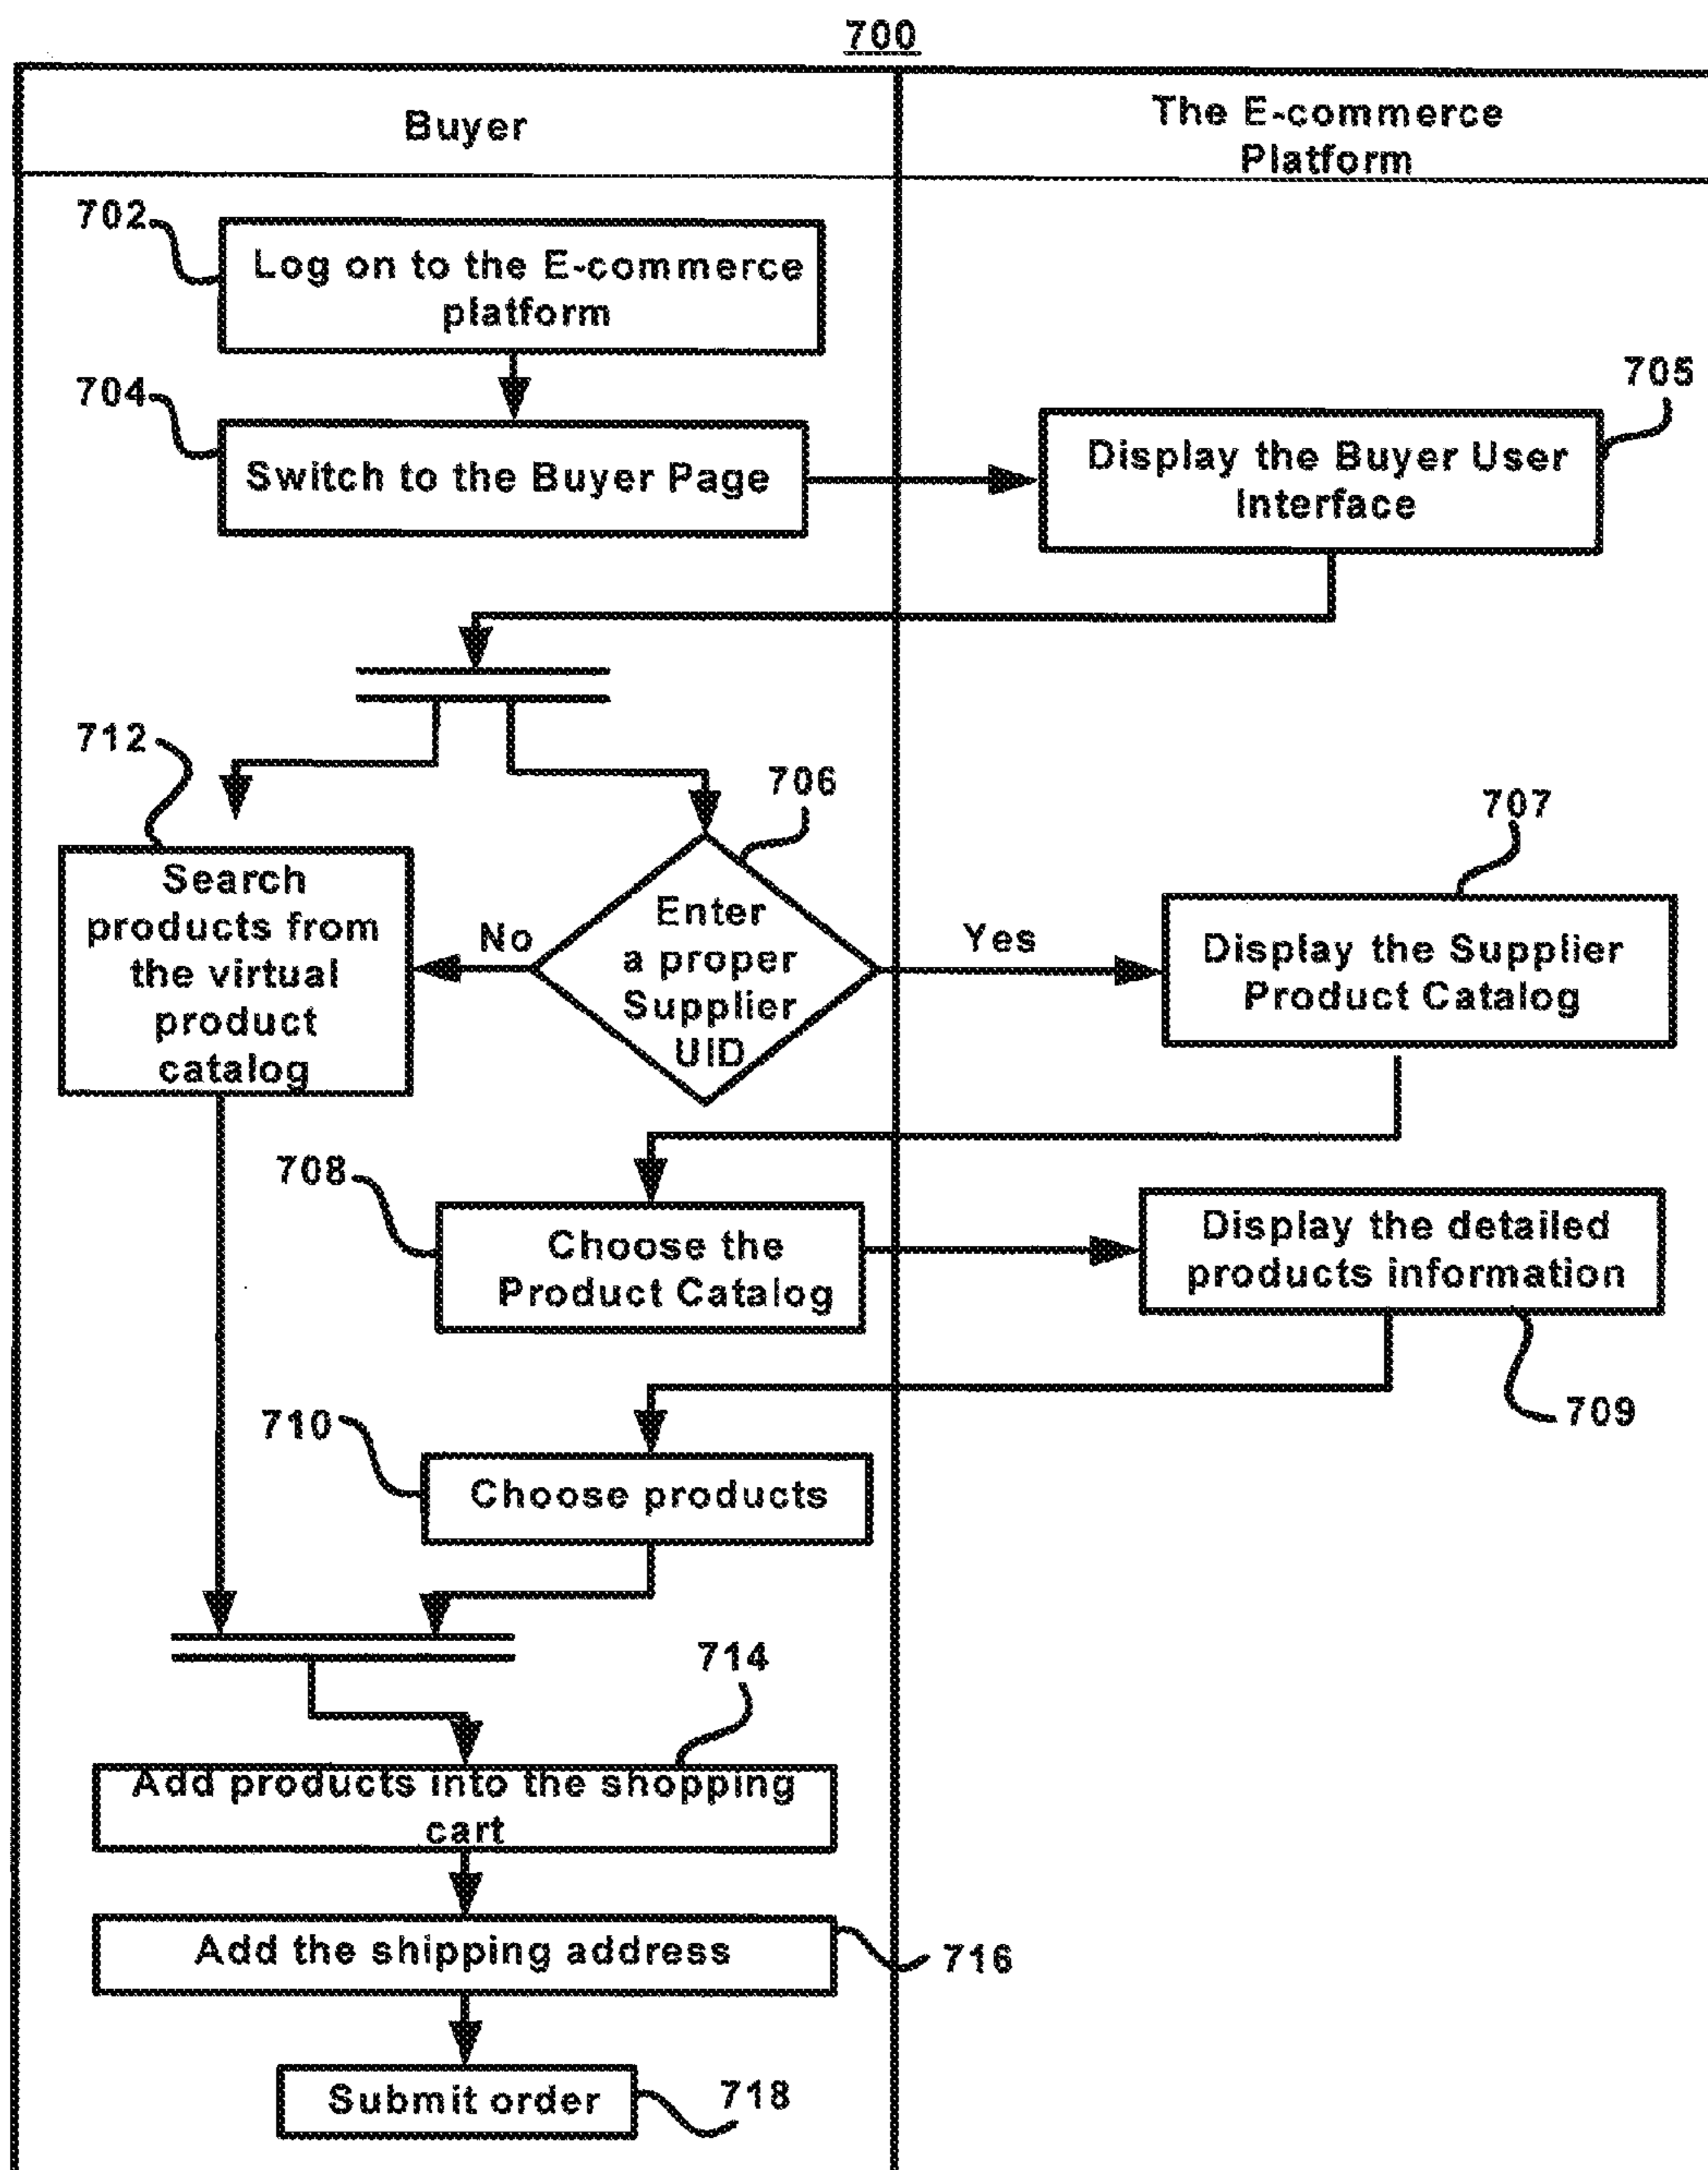 700
Buyer
The E-commerce
Platform
702
Log on to the E-commerce
platform
704
Switch to the Buyer Page
705
Display the Buyer User
Interface
712
Search
products from
the virtual
product
catalog
706
Enter
a proper
Supplier
UID
No
Yes
707
Display the Supplier
Product Catalog
708
Choose the
Product Catalog
Display the detailed
products information
709
710
Choose products
714
Add products into the shopping
cart
Add the shipping address
716
Submit order
718